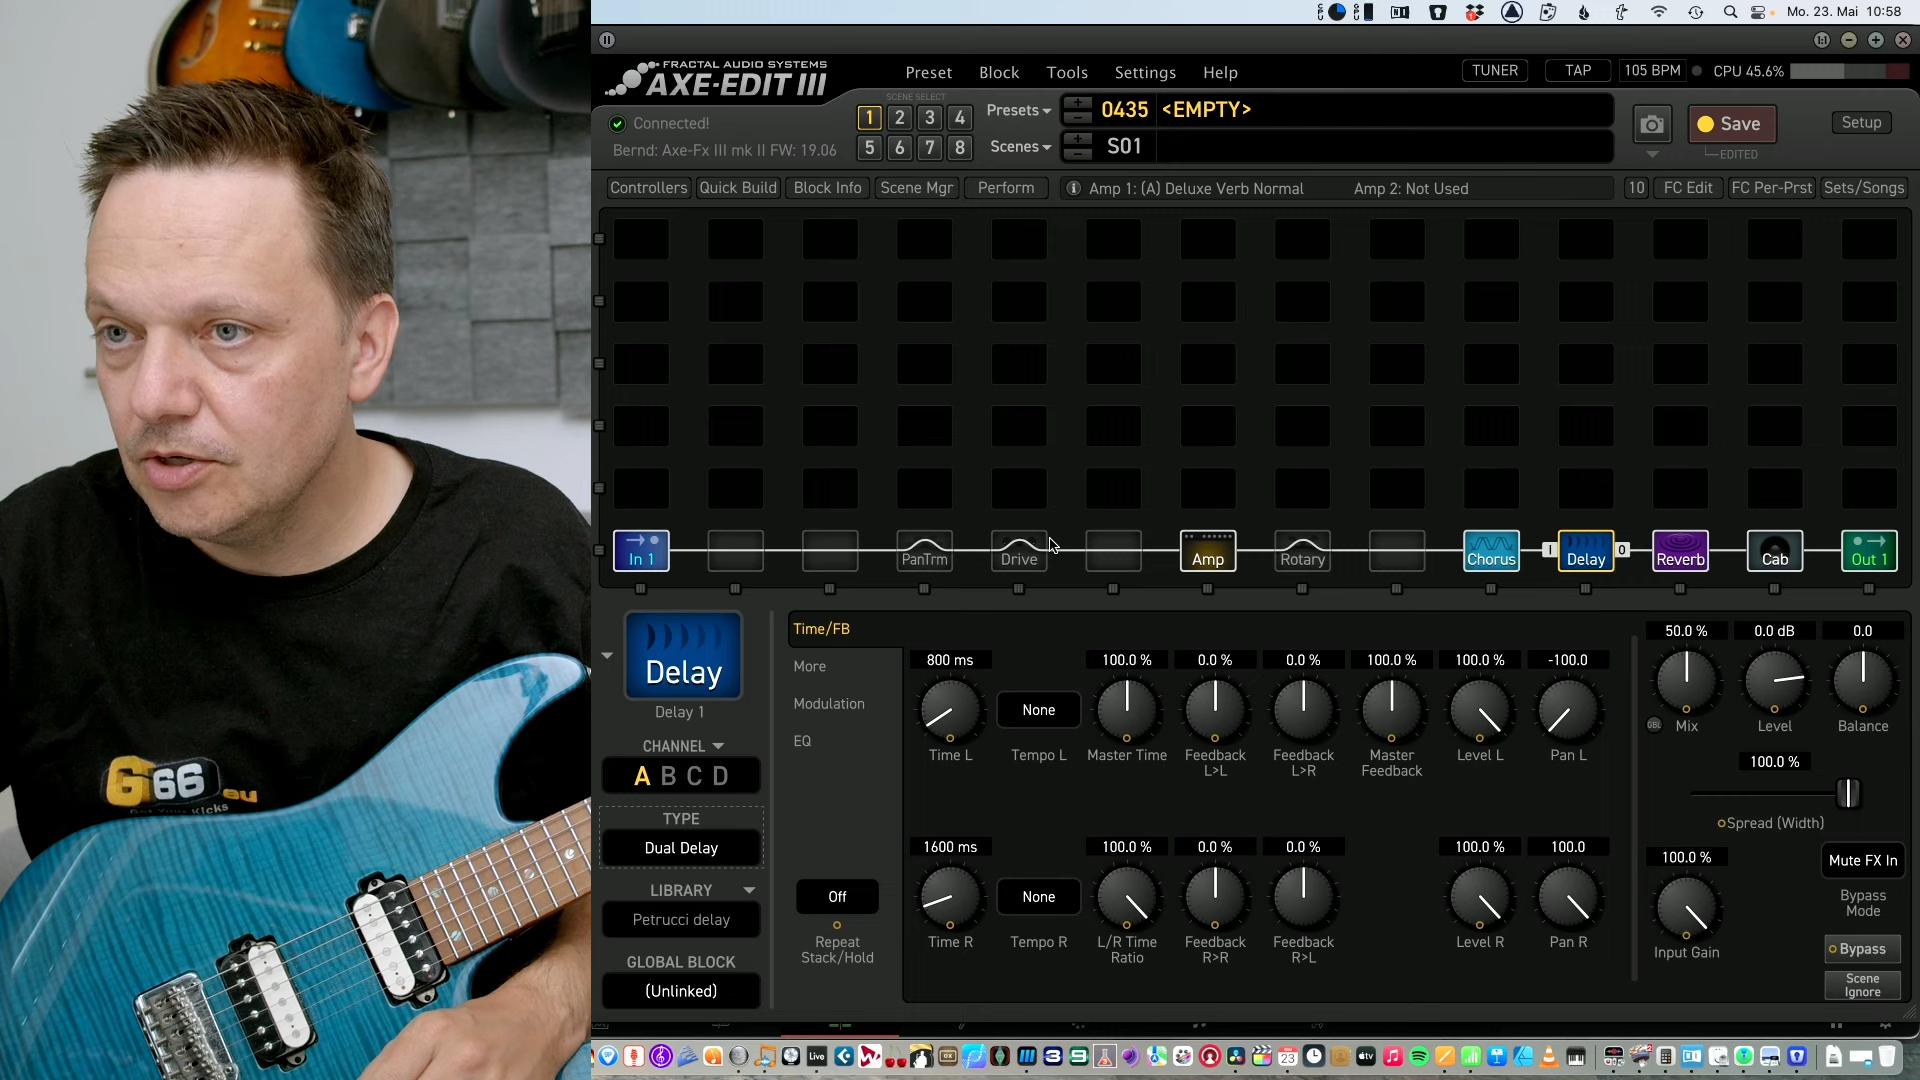 Mo. 23. Mai 10:58
FRACTAL AUDIO SYSTEMS
AXE-EDIT III
Preset Block Tools Settings Help
TUNER TAP 105 BPM CPU 45.6%
Connected!
Bernd: Axe-Fx III mk II FW: 19.06
SCENE SELECT
1 2 3 4
5 6 7 8
Presets 0435 <EMPTY>
Scenes S01
Save
EDITED
Setup
Controllers Quick Build Block Info Scene Mgr Perform
Amp 1: (A) Deluxe Verb Normal Amp 2: Not Used
10 FC Edit FC Per-Prst Sets/Songs
In 1 PanTrm Drive Amp Rotary Chorus I Delay O Reverb Cab Out 1
Delay
Delay 1
CHANNEL
A B C D
TYPE
Dual Delay
LIBRARY
Petrucci delay
GLOBAL BLOCK
(Unlinked)
Time/FB
More
Modulation
EQ
Off
Repeat
Stack/Hold
800 ms 100.0 % 0.0 % 0.0 % 100.0 % 100.0 % -100.0
None
Time L Tempo L Master Time Feedback L>L Feedback L>R Master Feedback Level L Pan L
1600 ms 100.0 % 0.0 % 0.0 % 100.0 % 100.0
None
Time R Tempo R L/R Time Ratio Feedback R>R Feedback R>L Level R Pan R
50.0 % 0.0 dB 0.0
GBL Mix Level Balance
100.0 %
Spread (Width)
100.0 %
Input Gain
Mute FX In
Bypass
Mode
Bypass
Scene
Ignore
G66 eu
Get Your Kicks
Live
23
tv